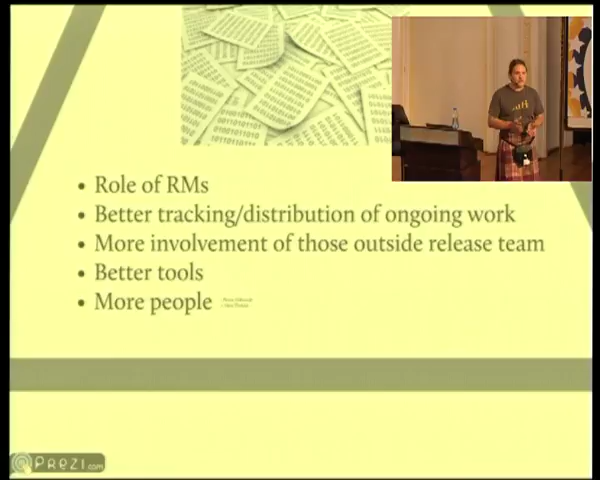 • Role of RMs
• Better tracking/distribution of ongoing work
• More involvement of those outside release team
• Better tools
• More people
Prezi.com